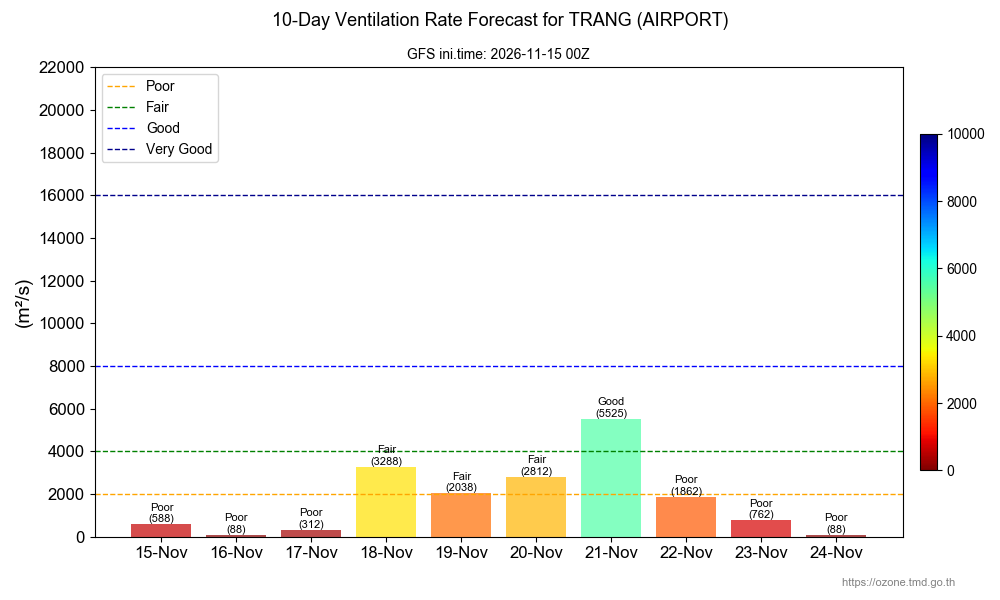 10-Day Ventilation Rate Forecast for TRANG (AIRPORT)
GFS ini.time: 2026-11-15 00Z
(m²/s)
22000
20000
18000
16000
14000
12000
10000
8000
6000
4000
2000
0
Poor
Fair
Good
Very Good
Poor
(588)
Poor
(88)
Poor
(312)
Fair
(3288)
Fair
(2038)
Fair
(2812)
Good
(5525)
Poor
(1862)
Poor
(762)
Poor
(88)
15-Nov 16-Nov 17-Nov 18-Nov 19-Nov 20-Nov 21-Nov 22-Nov 23-Nov 24-Nov
10000
8000
6000
4000
2000
0
https://ozone.tmd.go.th